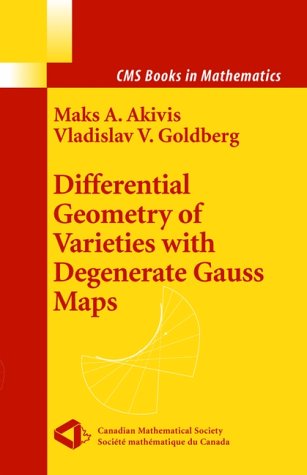 CMS Books in Mathematics
Maks A. Akivis
Vladislav V. Goldberg
Differential
Geometry of
Varieties with
Degenerate Gauss
Maps
Canadian Mathematical Society
Société mathématique du Canada